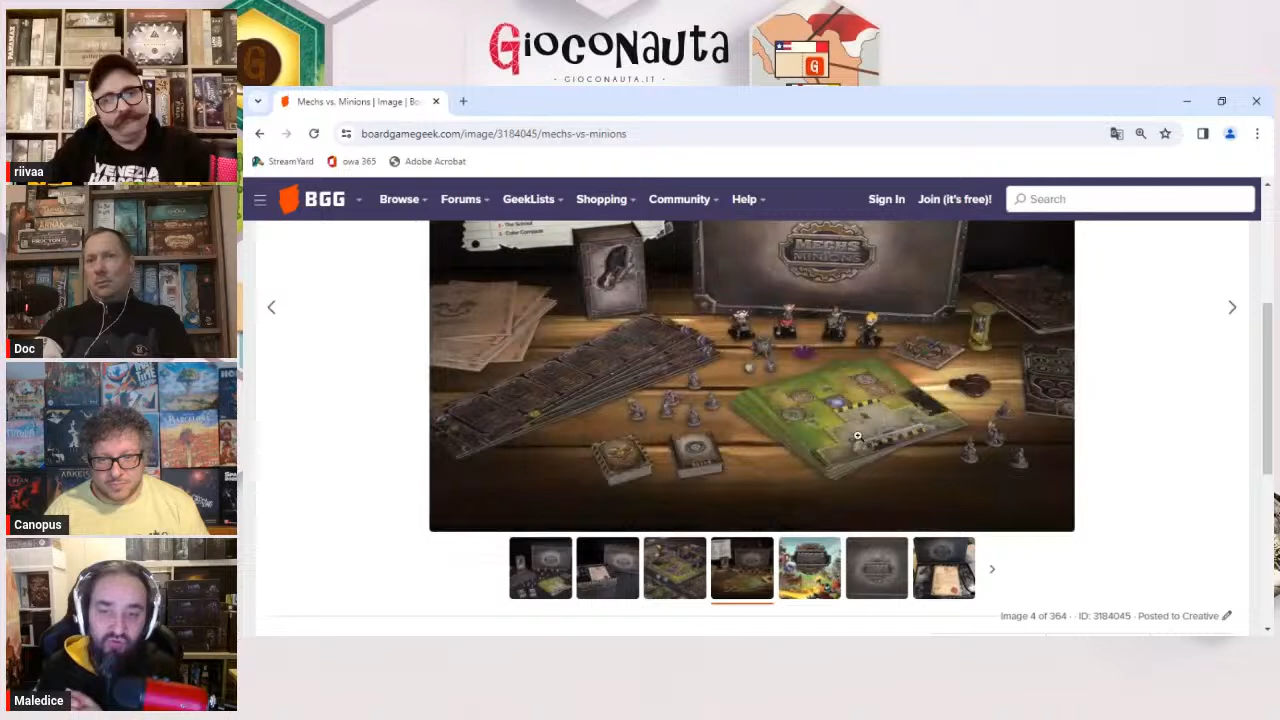 GIOCONAUTA
· GIOCONAUTA.IT ·
G
riivaa
VENEZIA
Doc
Canopus
Maledice
Mechs vs. Minions | Image | Bo
boardgamegeek.com/image/3184045/mechs-vs-minions
StreamYard
owa 365
Adobe Acrobat
BGG
Browse
Forums
GeekLists
Shopping
Community
Help
Sign In
Join (it's free!)
Search
MECHS
MINIONS
BARCELONA
Image 4 of 364 · · ID: 3184045 · Posted to Creative